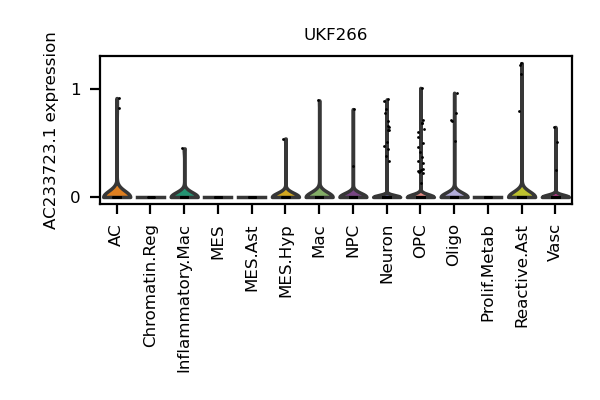 UKF266
AC233723.1 expression
1
0
AC
Chromatin.Reg
Inflammatory.Mac
MES
MES.Ast
MES.Hyp
Mac
NPC
Neuron
OPC
Oligo
Prolif.Metab
Reactive.Ast
Vasc